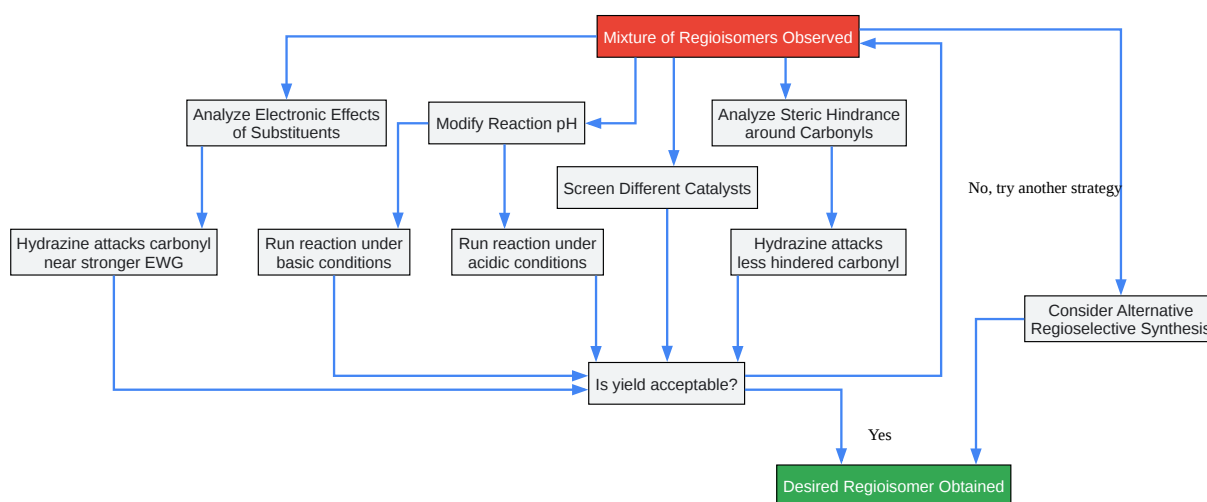 Mixture of Regioisomers Observed
Analyze Electronic Effects
of Substituents
Modify Reaction pH
Analyze Steric Hindrance
around Carbonyls
Screen Different Catalysts
No, try another strategy
Hydrazine attacks carbonyl
near stronger EWG
Run reaction under
basic conditions
Run reaction under
acidic conditions
Hydrazine attacks
less hindered carbonyl
Consider Alternative
Regioselective Synthesis
Is yield acceptable?
Yes
Desired Regioisomer Obtained